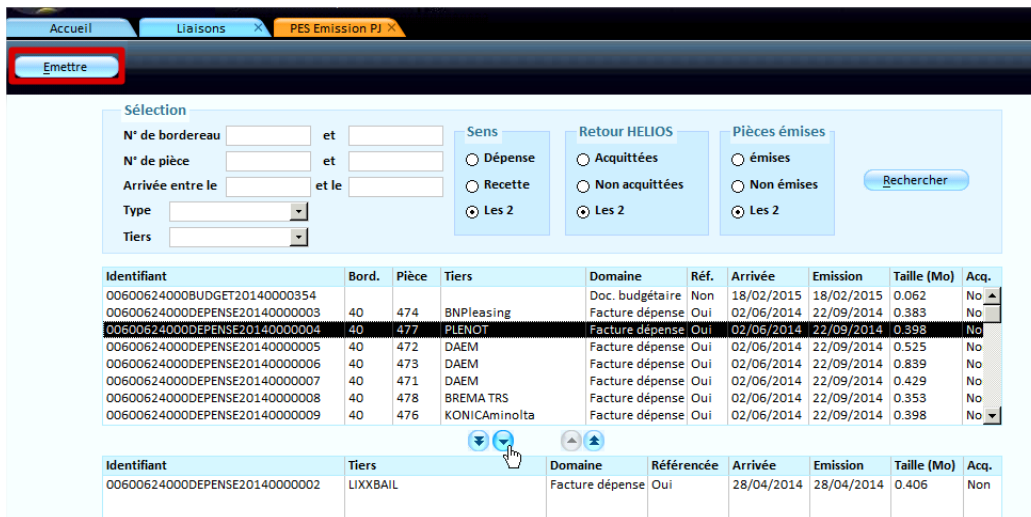 Accueil Liaisons PES Emission PJ
Emettre
Sélection
N° de bordereau et
N° de pièce et
Arrivée entre le et le
Type
Tiers
Sens
Dépense
Recette
Les 2
Retour HELIOS
Acquittées
Non acquittées
Les 2
Pièces émises
émises
Non émises
Les 2
Rechercher
Identifiant Bord. Pièce Tiers Domaine Réf. Arrivée Emission Taille (Mo) Acq.
00600624000BUDGET20140000354 Doc. budgétaire Non 18/02/2015 18/02/2015 0.062 No
00600624000DEPENSE20140000003 40 474 BNPleasing Facture dépense Oui 02/06/2014 22/09/2014 0.383 No
00600624000DEPENSE20140000004 40 477 PLENOT Facture dépense Oui 02/06/2014 22/09/2014 0.398 No
00600624000DEPENSE20140000005 40 472 DAEM Facture dépense Oui 02/06/2014 22/09/2014 0.525 No
00600624000DEPENSE20140000006 40 473 DAEM Facture dépense Oui 02/06/2014 22/09/2014 0.839 No
00600624000DEPENSE20140000007 40 471 DAEM Facture dépense Oui 02/06/2014 22/09/2014 0.429 No
00600624000DEPENSE20140000008 40 478 BREMA TRS Facture dépense Oui 02/06/2014 22/09/2014 0.353 No
00600624000DEPENSE20140000009 40 476 KONICAminolta Facture dépense Oui 02/06/2014 22/09/2014 0.398 No
Identifiant Tiers Domaine Référencée Arrivée Emission Taille (Mo) Acq.
00600624000DEPENSE20140000002 LIXXBAIL Facture dépense Oui 28/04/2014 28/04/2014 0.406 Non